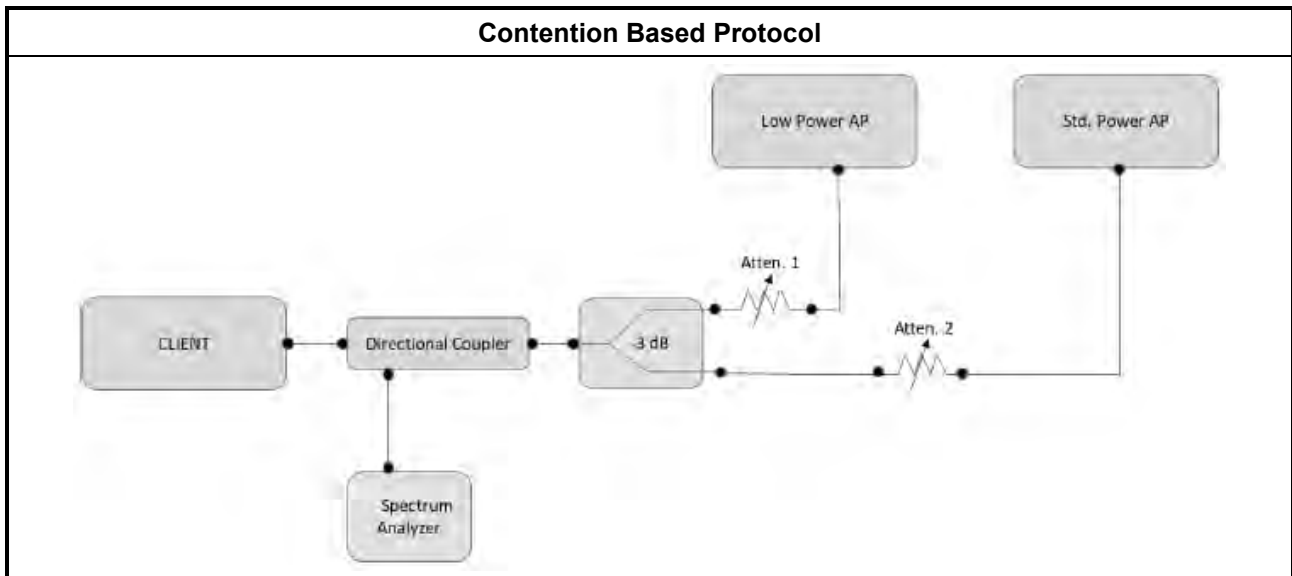 Contention Based Protocol
Low Power AP
Std. Power AP
Atten. 1
Atten. 2
CLIENT
Directional Coupler
-3 dB
Spectrum
Analyzer